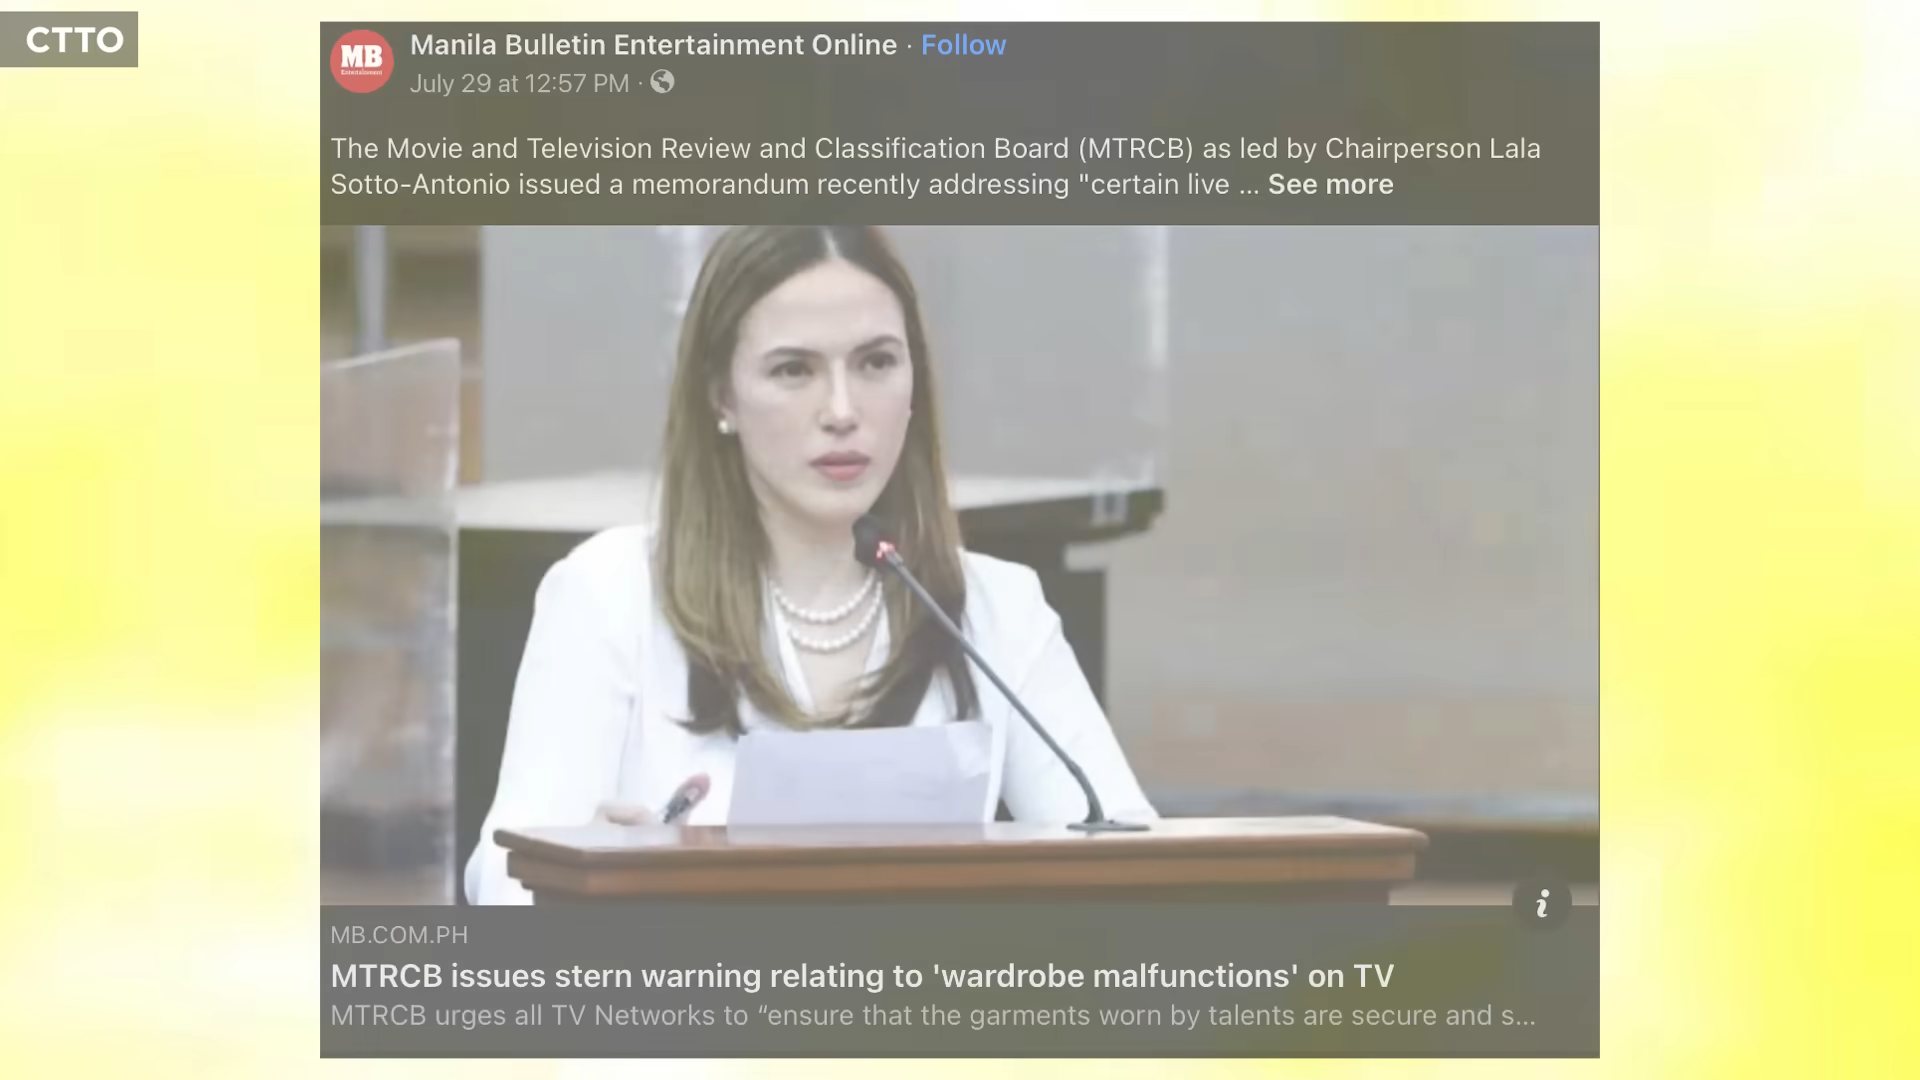 CTTO
MB
Entertainment
Manila Bulletin Entertainment Online · Follow
July 29 at 12:57 PM ·
The Movie and Television Review and Classification Board (MTRCB) as led by Chairperson Lala
Sotto-Antonio issued a memorandum recently addressing "certain live ... See more
i
MB.COM.PH
MTRCB issues stern warning relating to 'wardrobe malfunctions' on TV
MTRCB urges all TV Networks to “ensure that the garments worn by talents are secure and s...